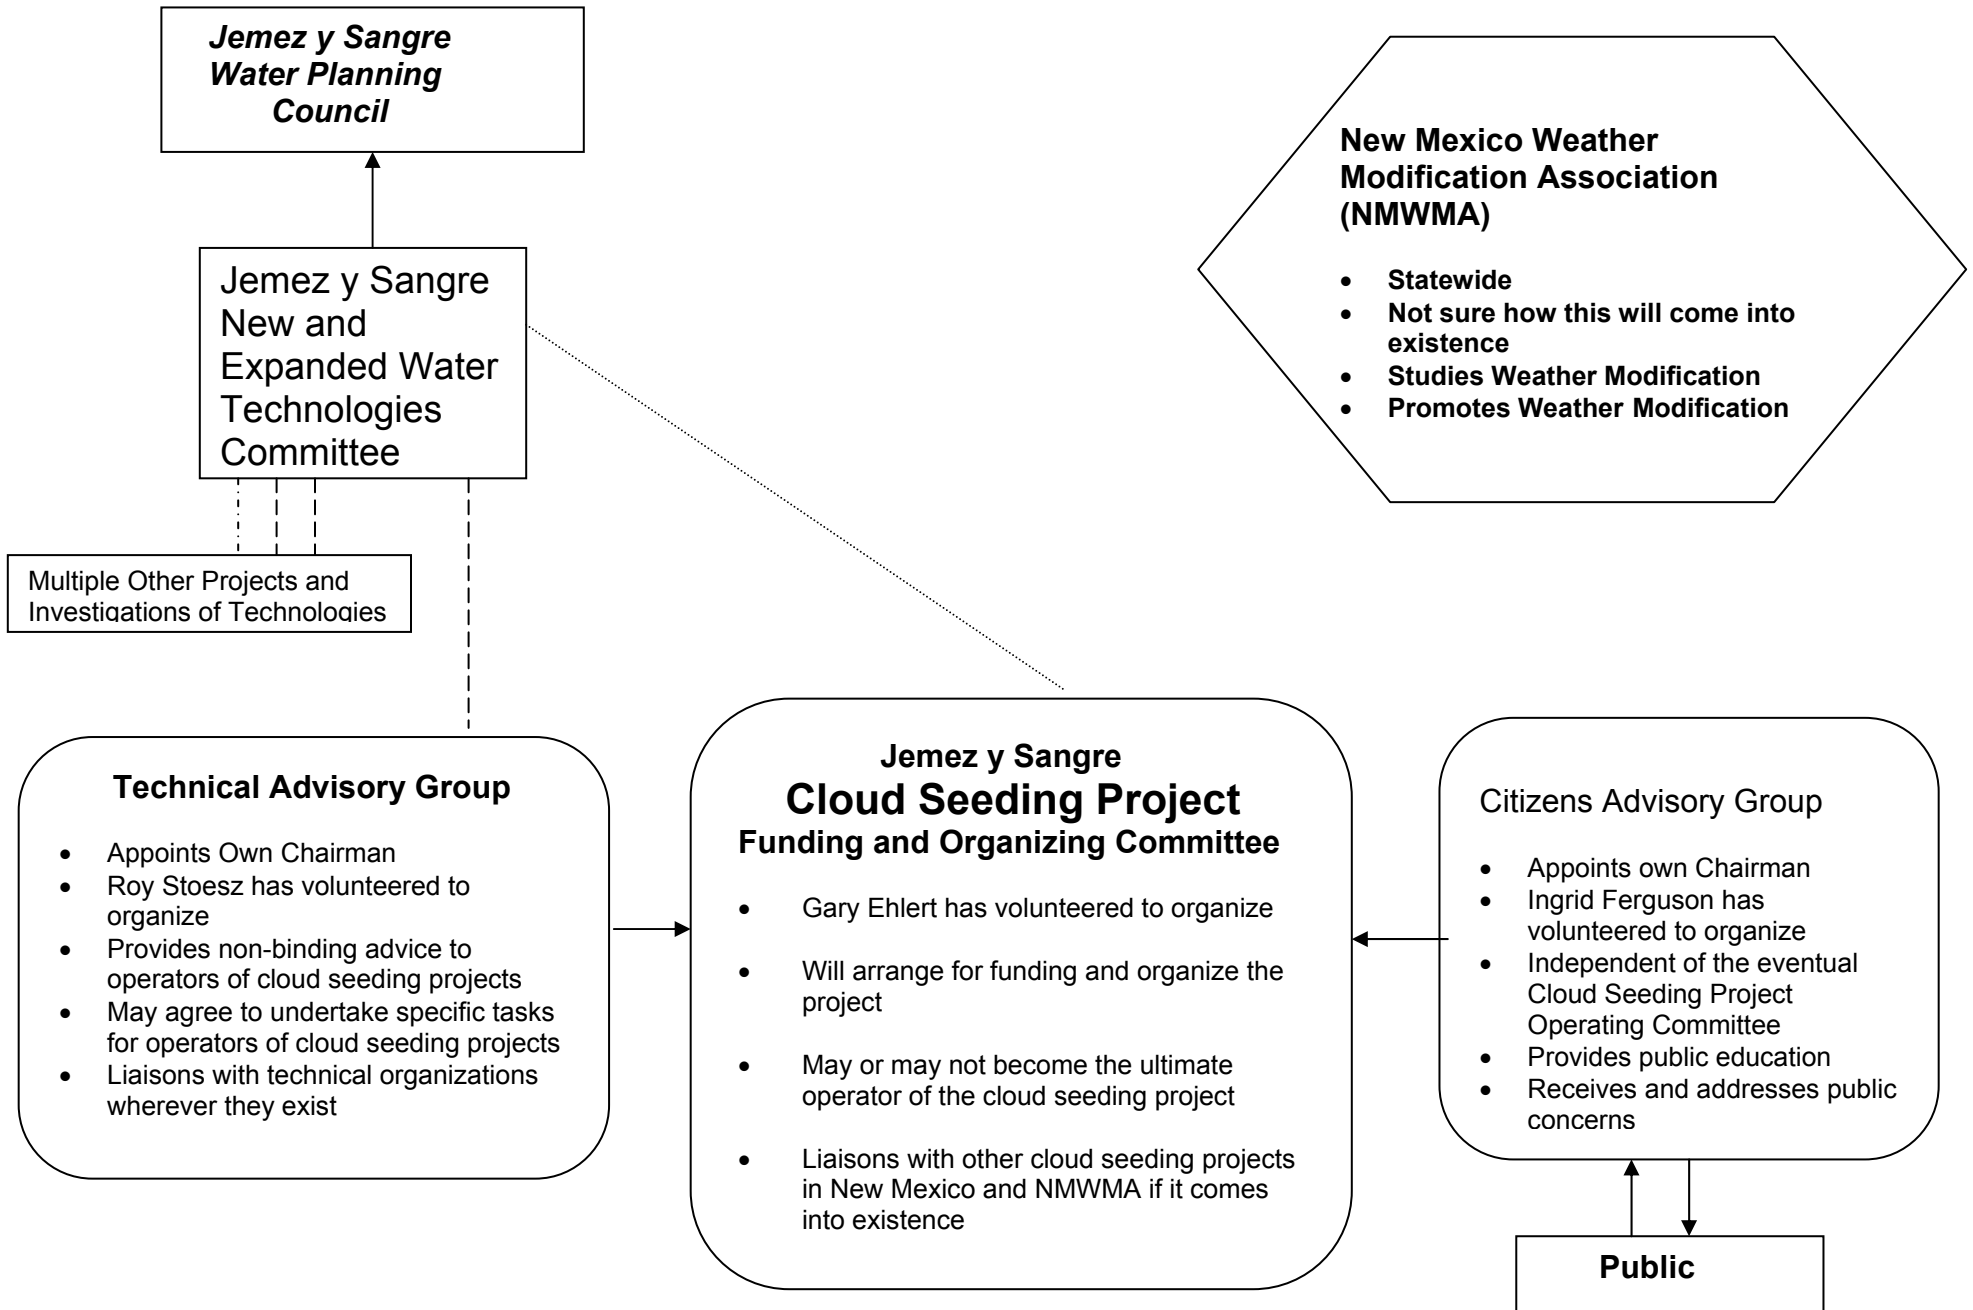 Jemez y Sangre
Water Planning
Council
New Mexico Weather
Modification Association
(NMWMA)
• Statewide
• Not sure how this will come into
existence
• Studies Weather Modification
• Promotes Weather Modification
Jemez y Sangre
New and
Expanded Water
Technologies
Committee
Multiple Other Projects and
Investigations of Technologies
Technical Advisory Group
• Appoints Own Chairman
• Roy Stoesz has volunteered to
organize
• Provides non-binding advice to
operators of cloud seeding projects
• May agree to undertake specific tasks
for operators of cloud seeding projects
• Liaisons with technical organizations
wherever they exist
Jemez y Sangre
Cloud Seeding Project
Funding and Organizing Committee
• Gary Ehlert has volunteered to organize
• Will arrange for funding and organize the
project
• May or may not become the ultimate
operator of the cloud seeding project
• Liaisons with other cloud seeding projects
in New Mexico and NMWMA if it comes
into existence
Citizens Advisory Group
• Appoints own Chairman
• Ingrid Ferguson has
volunteered to organize
• Independent of the eventual
Cloud Seeding Project
Operating Committee
• Provides public education
• Receives and addresses public
concerns
Public